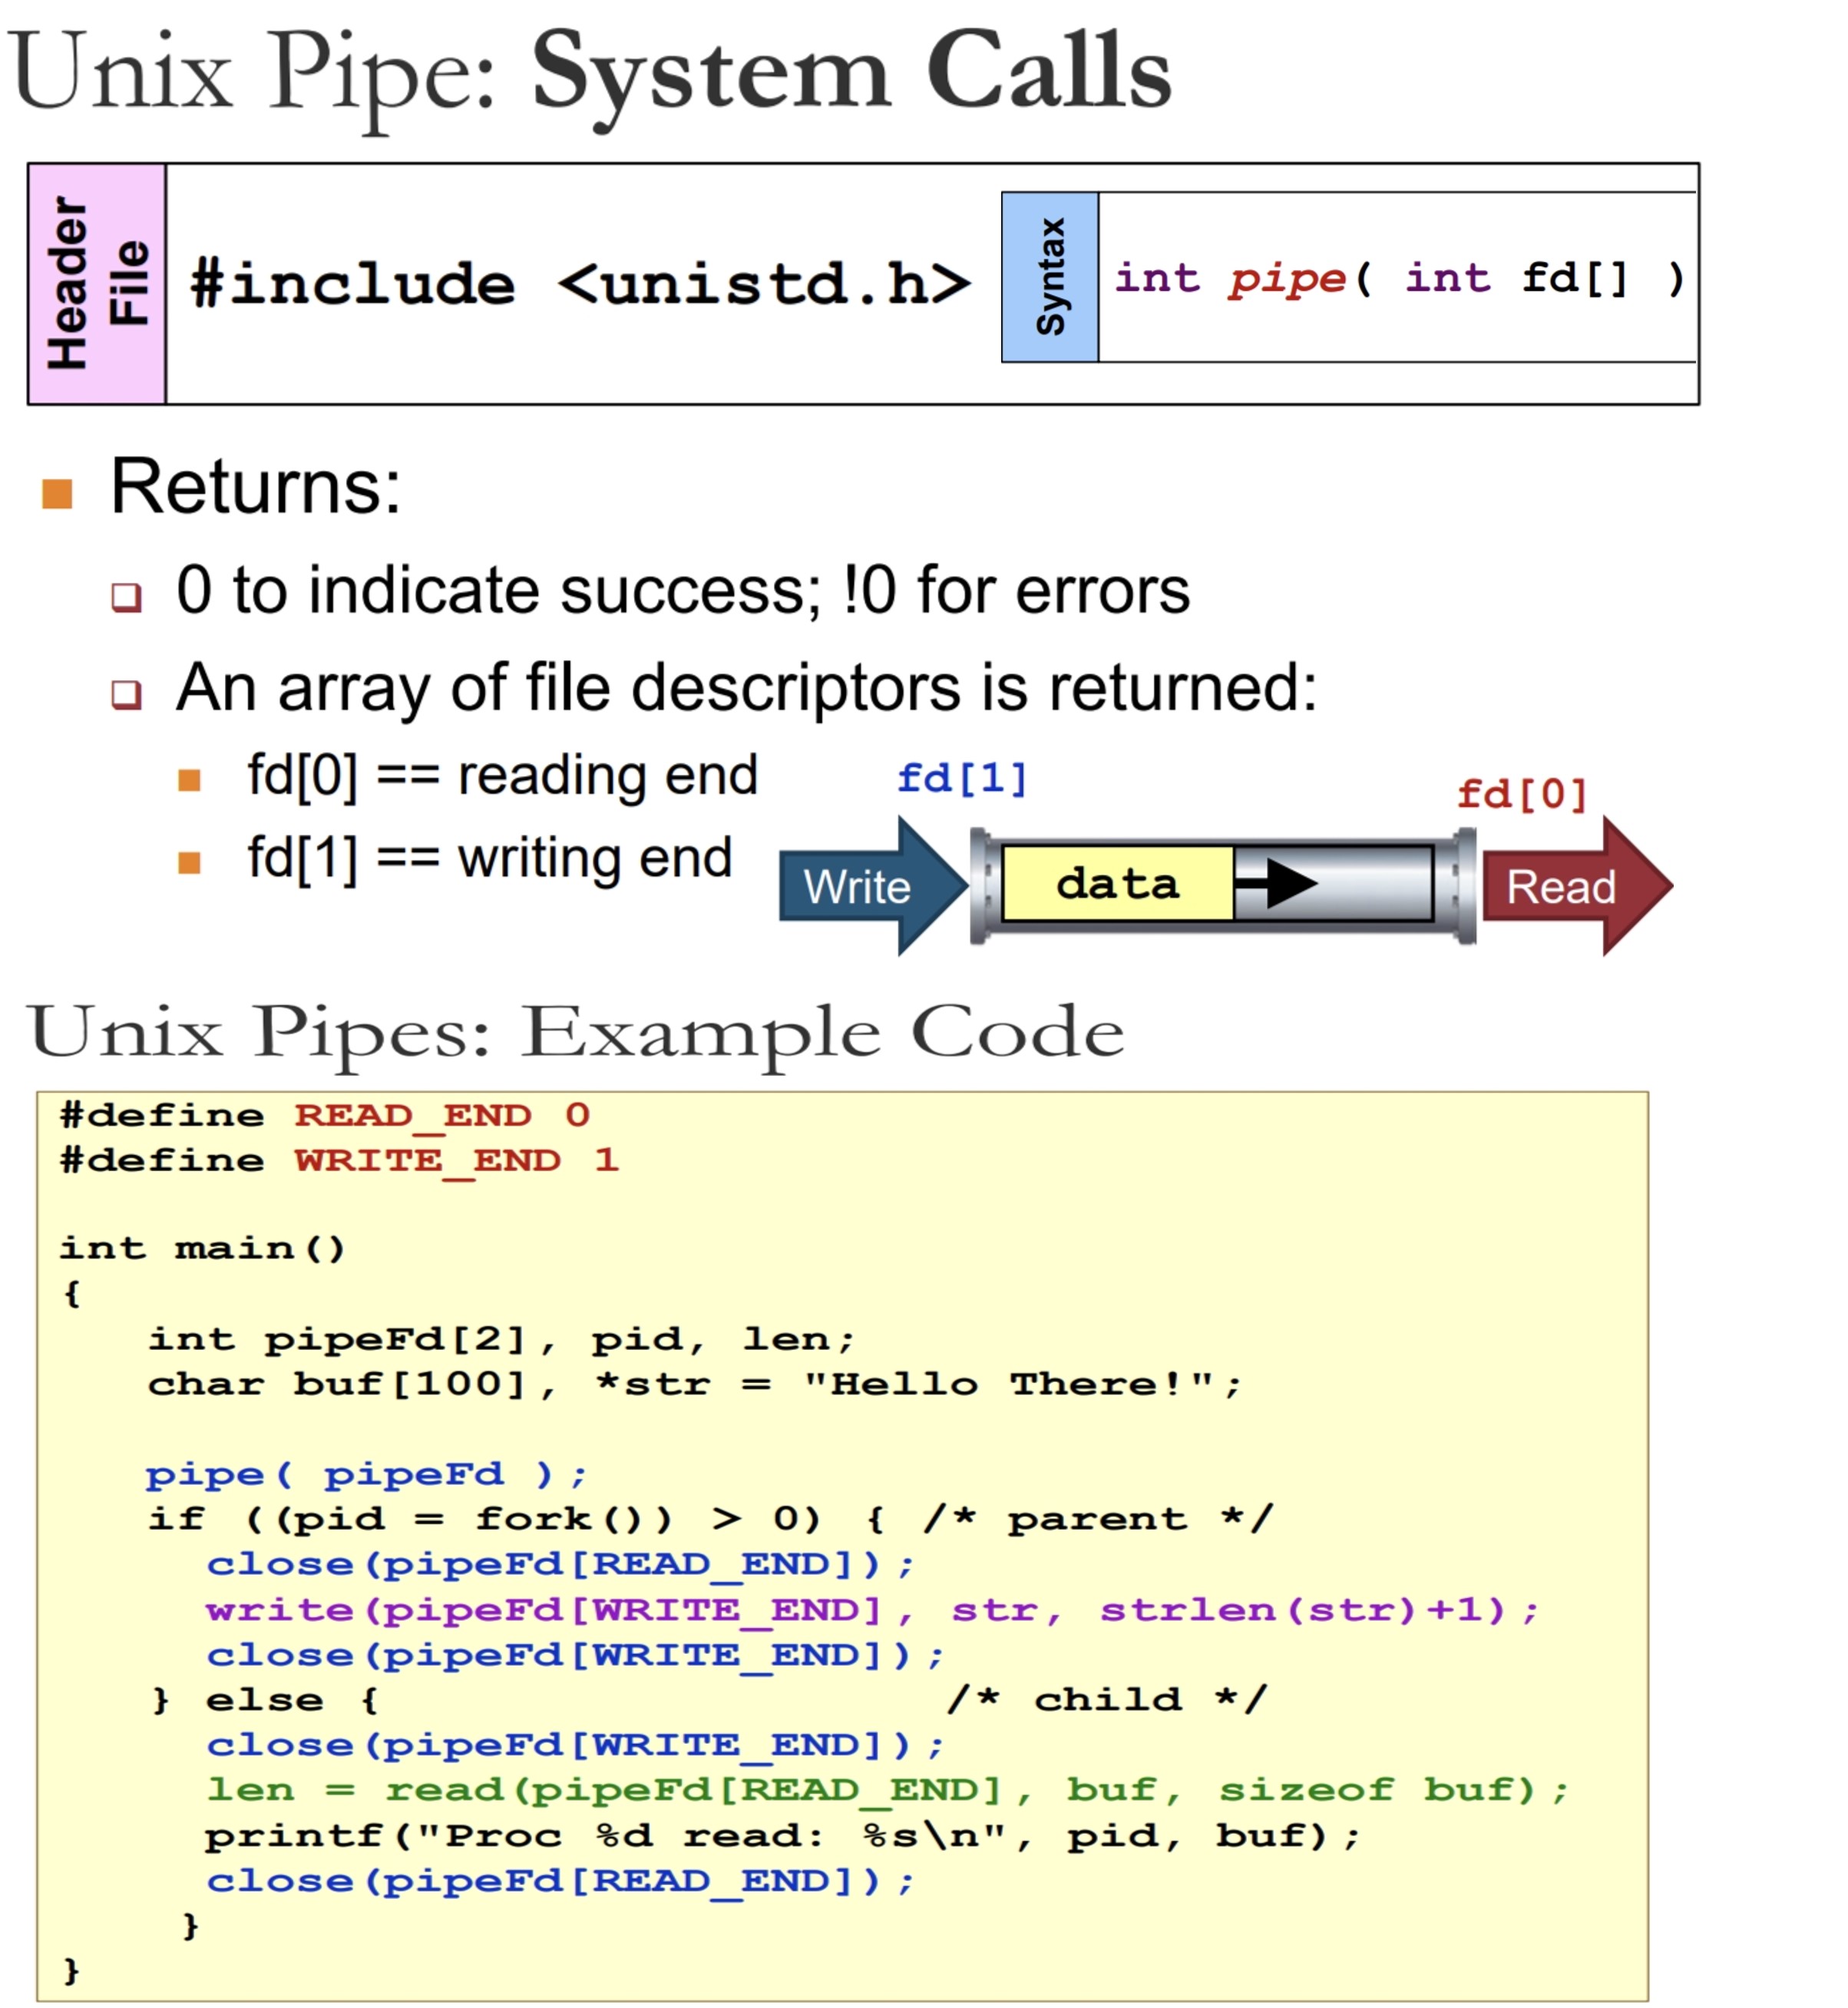 Unix Pipe: System Calls
Header
File
#include <unistd.h>
Syntax
int pipe( int fd[] )
Returns:
0 to indicate success; !0 for errors
An array of file descriptors is returned:
fd[0] == reading end
fd[1] == writing end
fd[1]
fd[0]
Write
data
Read
Unix Pipes: Example Code
#define READ_END 0
#define WRITE_END 1
int main()
{
int pipeFd[2], pid, len;
char buf[100], *str = "Hello There!";
pipe( pipeFd );
if ((pid = fork()) > 0) { /* parent */
close(pipeFd[READ_END]);
write(pipeFd[WRITE_END], str, strlen(str)+1);
close(pipeFd[WRITE_END]);
} else { /* child */
close(pipeFd[WRITE_END]);
len = read(pipeFd[READ_END], buf, sizeof buf);
printf("Proc %d read: %s\n", pid, buf);
close(pipeFd[READ_END]);
}
}